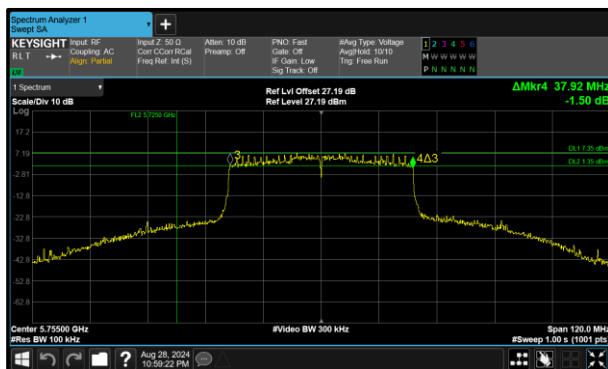 Spectrum Analyzer 1
Swept SA
+
KEYSIGHT
RLT
Input: RF
Coupling: AC
Align: Partial
Input Z: 50 Ω
Corr CCorr RCal
Freq Ref: Int (S)
Atten: 10 dB
Preamp: Off
PNO: Fast
Gate: Off
IF Gain: Low
Sig Track: Off
#Avg Type: Voltage
Avg|Hold: 10/10
Trig: Free Run
1 2 3 4 5 6
M W W W W W
P N N N N N
1 Spectrum
Scale/Div 10 dB
Ref Lvl Offset 27.19 dB
Ref Level 27.19 dBm
ΔMkr4 37.92 MHz
-1.50 dB
Log
FL2 5.7250 GHz
17.2
7.19
-2.81
-12.8
-22.8
-32.8
-42.8
-52.8
-62.8
3
4Δ3
DL1 7.35 dBm
DL2 1.35 dBm
Center 5.75500 GHz
#Res BW 100 kHz
#Video BW 300 kHz
Span 120.0 MHz
#Sweep 1.00 s (1001 pts)
?
Aug 28, 2024
10:59:22 PM